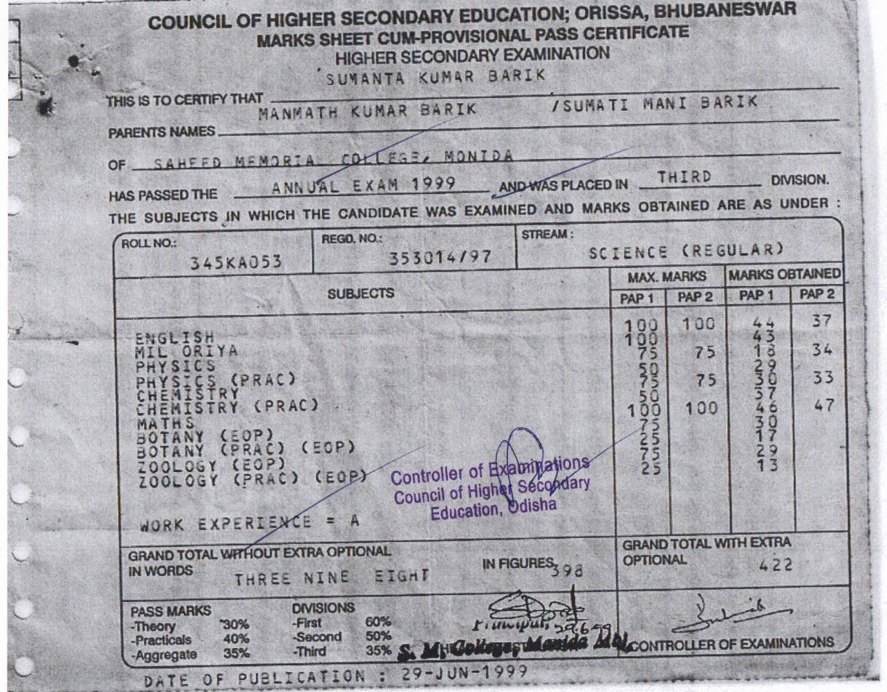 COUNCIL OF HIGHER SECONDARY EDUCATION; ORISSA, BHUBANESWAR
MARKS SHEET CUM-PROVISIONAL PASS CERTIFICATE
HIGHER SECONDARY EXAMINATION
SUMANTA KUMAR BARIK
THIS IS TO CERTIFY THAT
MANMATH KUMAR BARIK /SUMATI MANI BARIK
PARENTS NAMES
OF SAHEED MEMORIAL COLLEGE, MONIDA
HAS PASSED THE ANNUAL EXAM 1999 AND WAS PLACED IN THIRD DIVISION.
THE SUBJECTS IN WHICH THE CANDIDATE WAS EXAMINED AND MARKS OBTAINED ARE AS UNDER :
ROLL NO.: REGD. NO.: STREAM :
345KA053 353014/97 SCIENCE (REGULAR)
SUBJECTS MAX. MARKS MARKS OBTAINED
PAP 1 PAP 2 PAP 1 PAP 2
ENGLISH 100 100 44 37
MIL ORIYA 100 43
PHYSICS 75 75 18 34
PHYSICS (PRAC) 50 29
CHEMISTRY 75 75 30 33
CHEMISTRY (PRAC) 50 37
MATHS 100 100 46 47
BOTANY (EOP) 75 30
BOTANY (PRAC) (EOP) 25 17
ZOOLOGY (EOP) 75 29
ZOOLOGY (PRAC) (EOP) 25 13
Controller of Examinations
Council of Higher Secondary
Education, Odisha
WORK EXPERIENCE = A
GRAND TOTAL WITHOUT EXTRA OPTIONAL
IN WORDS THREE NINE EIGHT IN FIGURES 398
GRAND TOTAL WITH EXTRA
OPTIONAL 422
PASS MARKS DIVISIONS
-Theory 30% -First 60%
-Practicals 40% -Second 50%
-Aggregate 35% -Third 35%
S. M. College, Manida
CONTROLLER OF EXAMINATIONS
DATE OF PUBLICATION : 29-JUN-1999